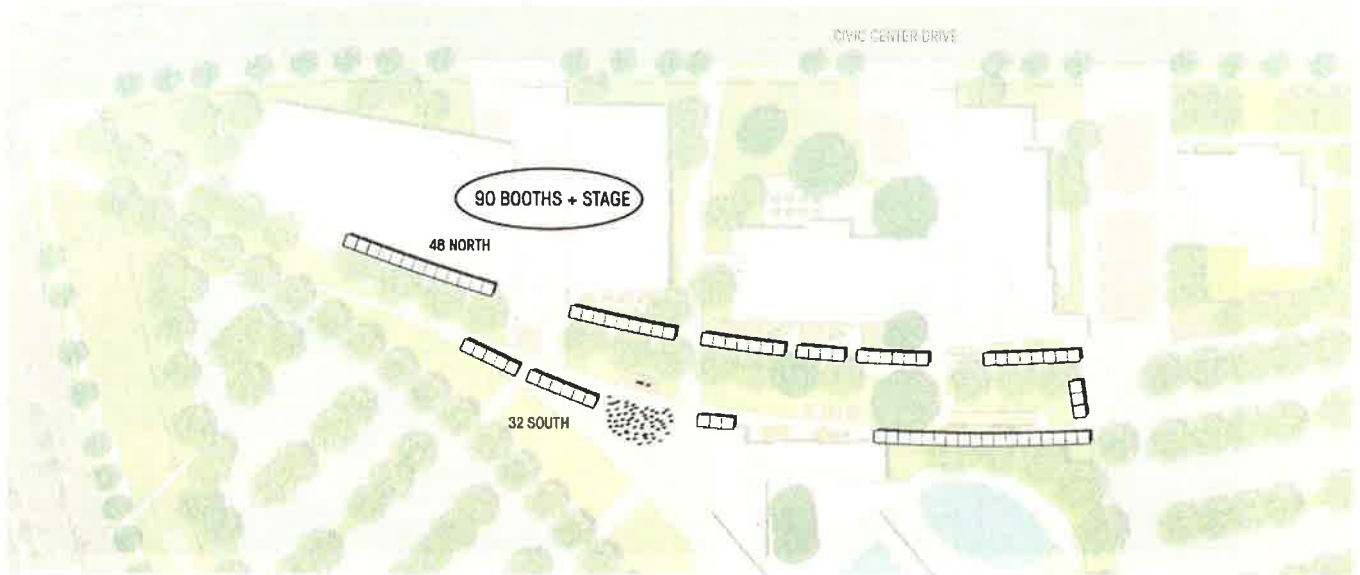 CIVIC CENTER DRIVE
90 BOOTHS + STAGE
48 NORTH
32 SOUTH